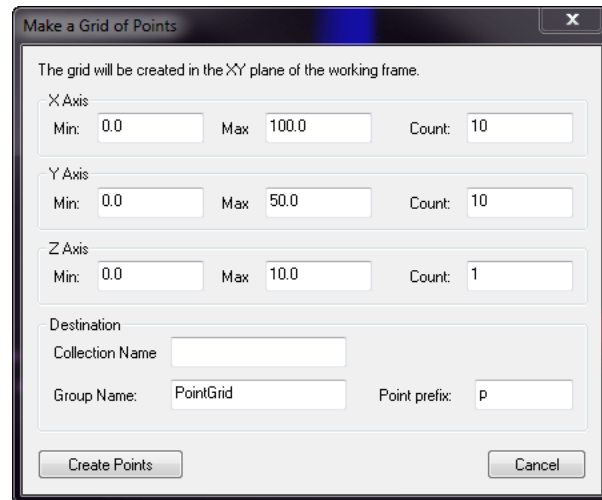 Make a Grid of Points
X
The grid will be created in the XY plane of the working frame.
X Axis
Min: 0.0 Max 100.0 Count: 10
Y Axis
Min: 0.0 Max 50.0 Count: 10
Z Axis
Min: 0.0 Max 10.0 Count: 1
Destination
Collection Name
Group Name: PointGrid Point prefix: p
Create Points Cancel